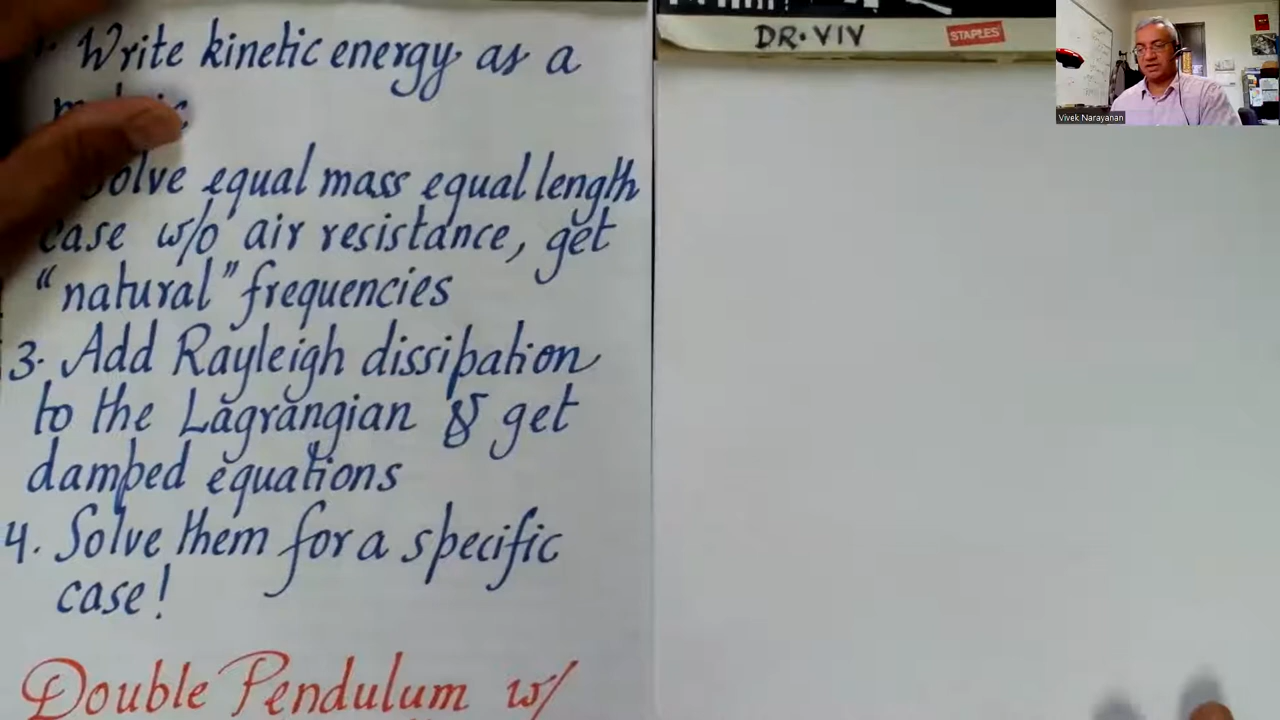 Write kinetic energy as a
Solve equal mass equal length
case w/o air resistance, get
"natural" frequencies
3. Add Rayleigh dissipation
to the Lagrangian & get
damped equations
4. Solve them for a specific
case!
Double Pendulum w/
DR·VIV
STAPLES
Vivek Narayanan